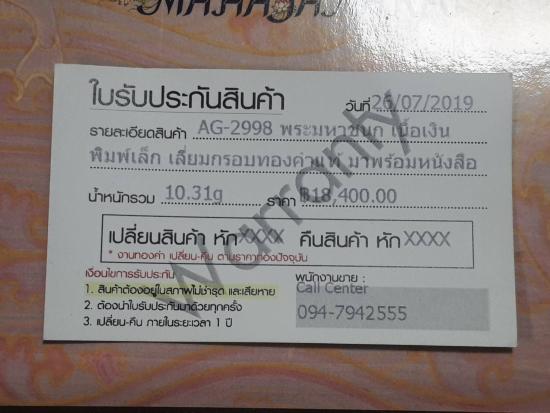 ใบรับประกันสินค้า วันที่ 26/07/2019
รายละเอียดสินค้า AG-2998 พระมหาชนก เนื้อเงิน
พิมพ์เล็ก เลี่ยมกรอบทองคำแท้ มาพร้อมหนังสือ
น้ำหนักรวม 10.31g ราคา ฿18,400.00
เปลี่ยนสินค้า หัก XXXX คืนสินค้า หัก XXXX
* งานทองคำ เปลี่ยน-คืน ตามราคาทองปัจจุบัน
เงื่อนไขการรับประกัน
1. สินค้าต้องอยู่ในสภาพไม่ชำรุด และเสียหาย
2. ต้องนำใบรับประกันมาด้วยทุกครั้ง
3. เปลี่ยน-คืน ภายในระยะเวลา 1 ปี
พนักงานขาย :
Call Center
094-7942555
Warranty